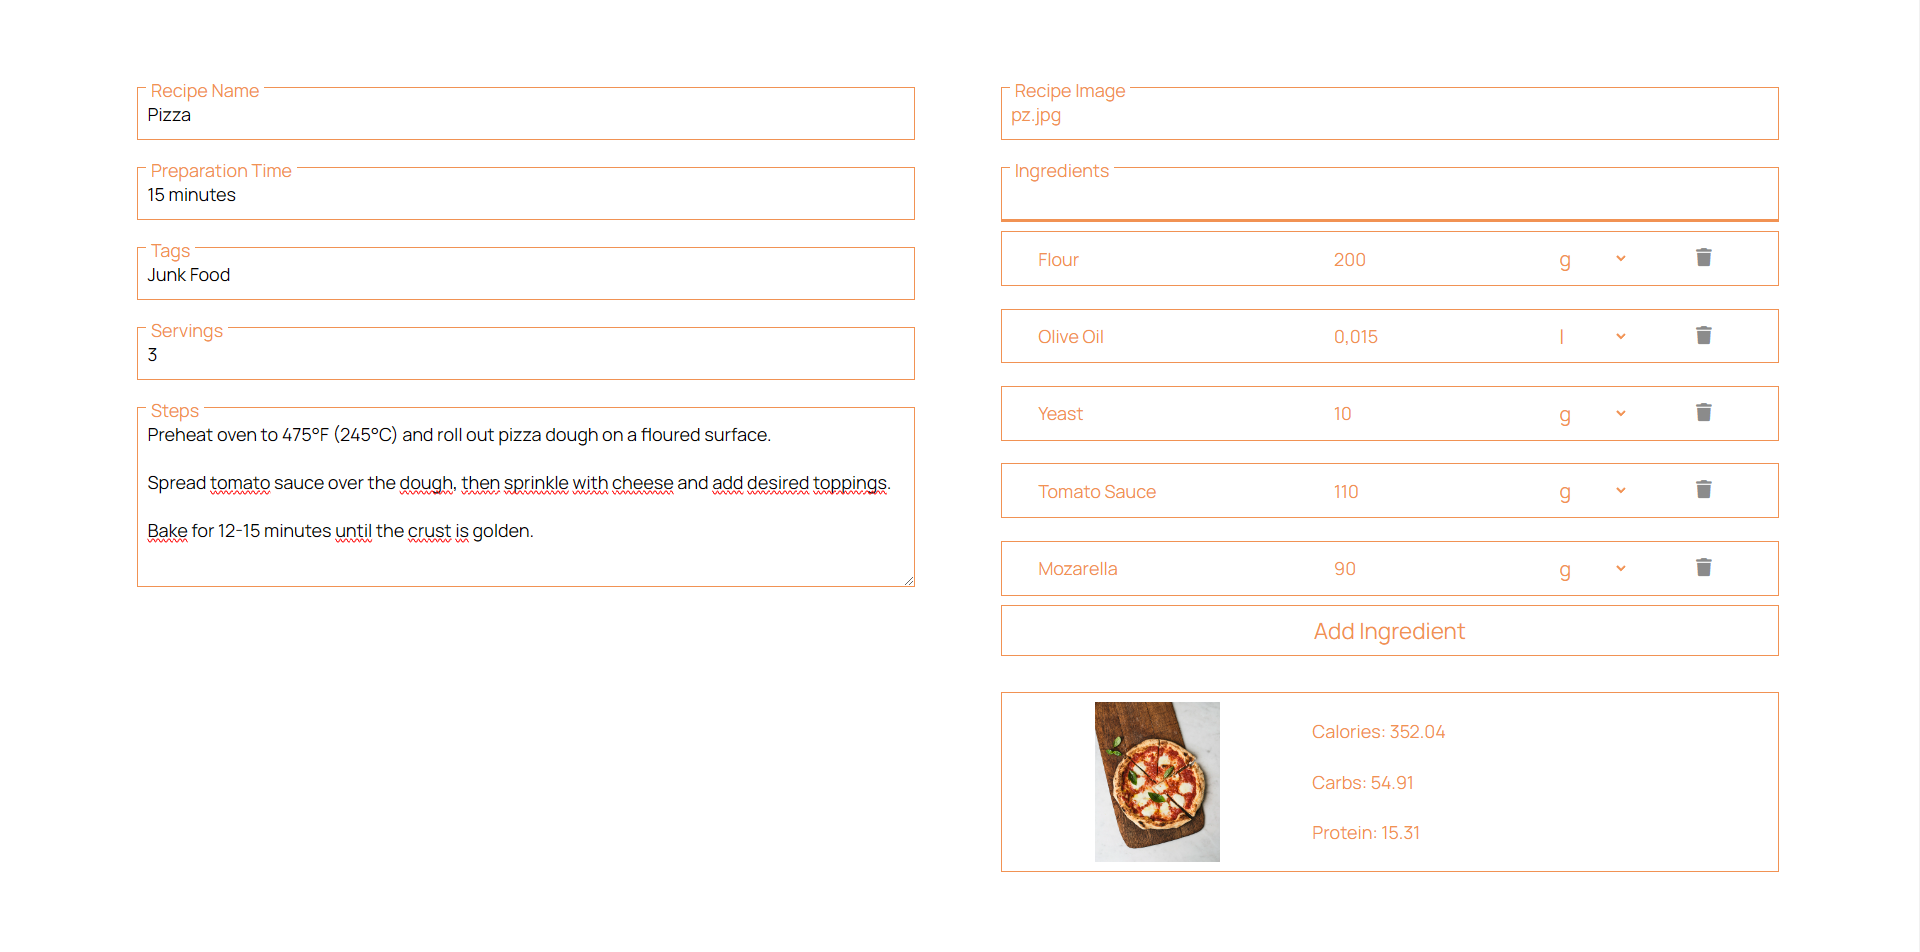 Recipe Name
Pizza
Preparation Time
15 minutes
Tags
Junk Food
Servings
3
Steps
Preheat oven to 475°F (245°C) and roll out pizza dough on a floured surface.
Spread tomato sauce over the dough, then sprinkle with cheese and add desired toppings.
Bake for 12-15 minutes until the crust is golden.
Recipe Image
pz.jpg
Ingredients
Flour 200 g
Olive Oil 0,015 l
Yeast 10 g
Tomato Sauce 110 g
Mozarella 90 g
Add Ingredient
Calories: 352.04
Carbs: 54.91
Protein: 15.31